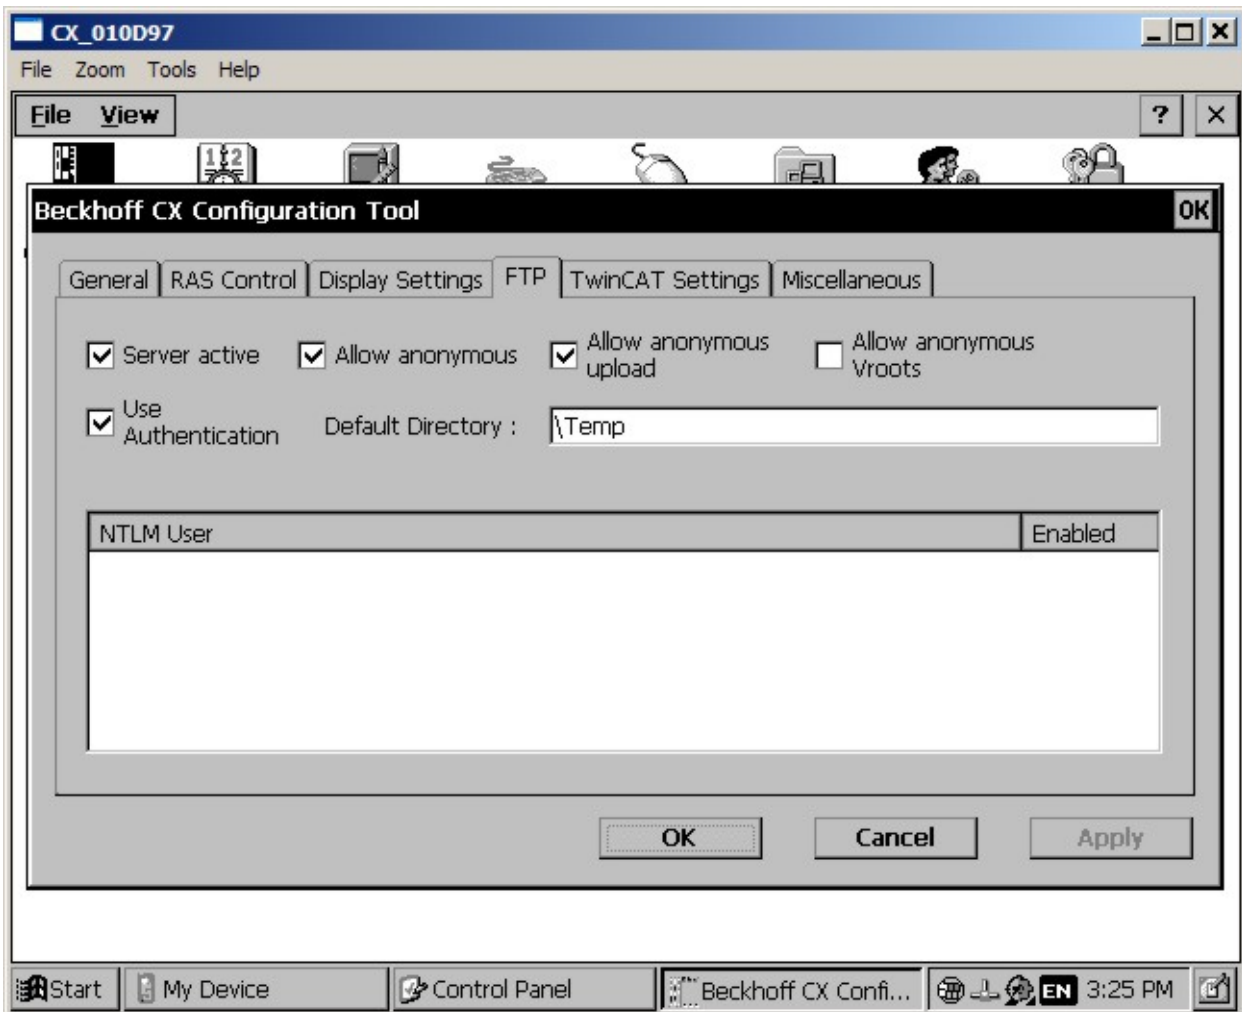 CX_010D97
File Zoom Tools Help
File View ? ×
1 2
Beckhoff CX Configuration Tool OK
General RAS Control Display Settings FTP TwinCAT Settings Miscellaneous
Server active Allow anonymous Allow anonymous upload Allow anonymous Vroots
Use Authentication Default Directory : \Temp
NTLM User Enabled
OK Cancel Apply
Start My Device Control Panel Beckhoff CX Confi... EN 3:25 PM